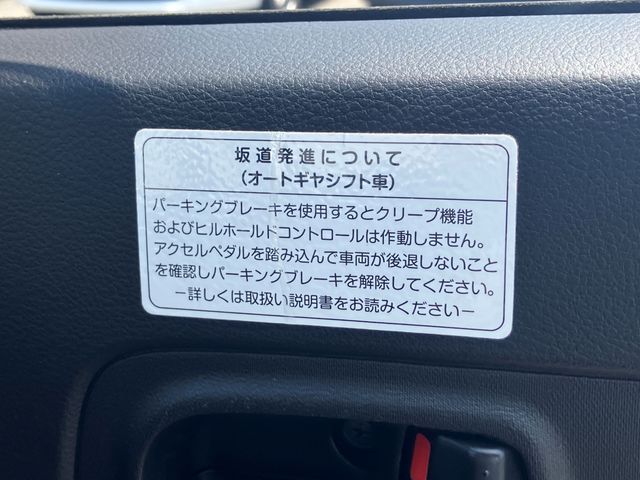 坂道発進について
(オートギヤシフト車)
パーキングブレーキを使用するとクリープ機能
およびヒルホールドコントロールは作動しません。
アクセルペダルを踏み込んで車両が後退しないこと
を確認しパーキングブレーキを解除してください。
ー詳しくは取扱い説明書をお読みくださいー